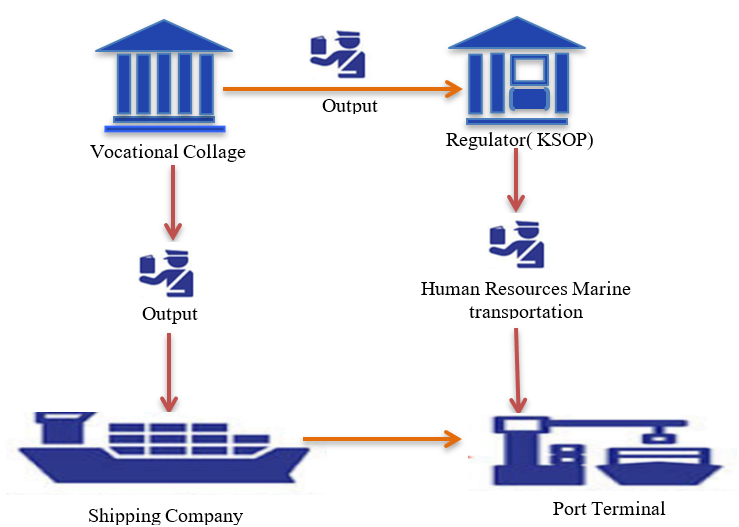 Output
Vocational Collage
Regulator( KSOP)
Output
Human Resources Marine
transportation
Shipping Company
Port Terminal